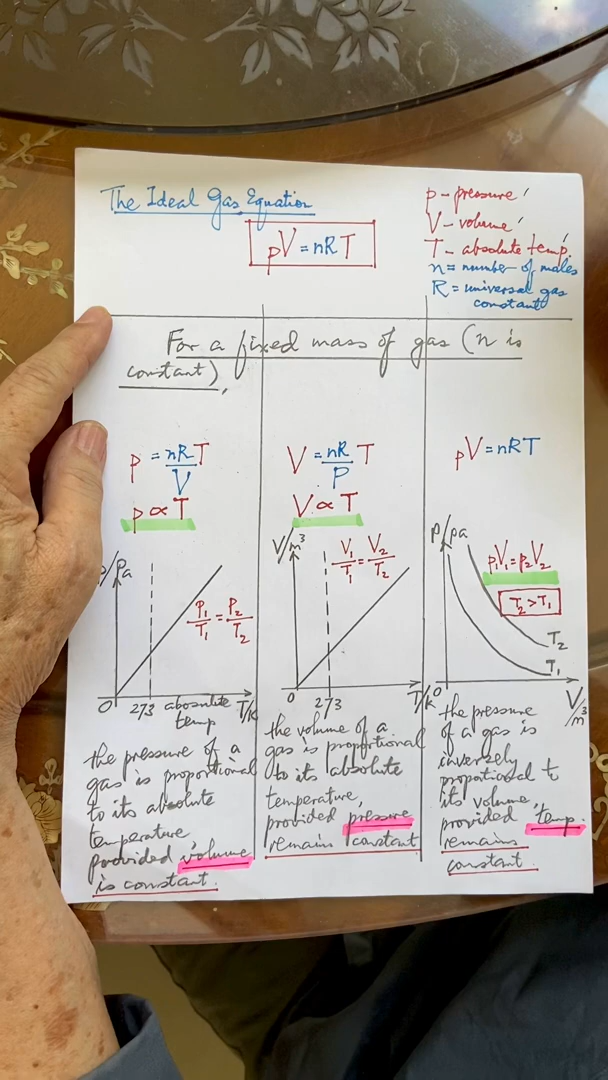 The Ideal Gas Equation
pV = nRT
p - pressure
V - volume
T - absolute temp.
n = number of moles
R = universal gas
constant
For a fixed mass of gas (n is
constant),
p = nR/V T
p ∝ T
P/Pa
P₁/T₁ = P₂/T₂
0 273 absolute T/K
temp
the pressure of a
gas is proportional
to its absolute
temperature
provided volume
is constant.
V = nR/P T
V ∝ T
V/m³
V₁/T₁ = V₂/T₂
0 273 T/K
the volume of a
gas is proportional
to its absolute
temperature,
provided pressure
remains constant
pV = nRT
P/pa
p₁V₁ = p₂V₂
T₂ > T₁
T₂
T₁
0 V/m³
the pressure
of a gas is
inversely
proportional t
its volume,
provided temp.
remains
constant.